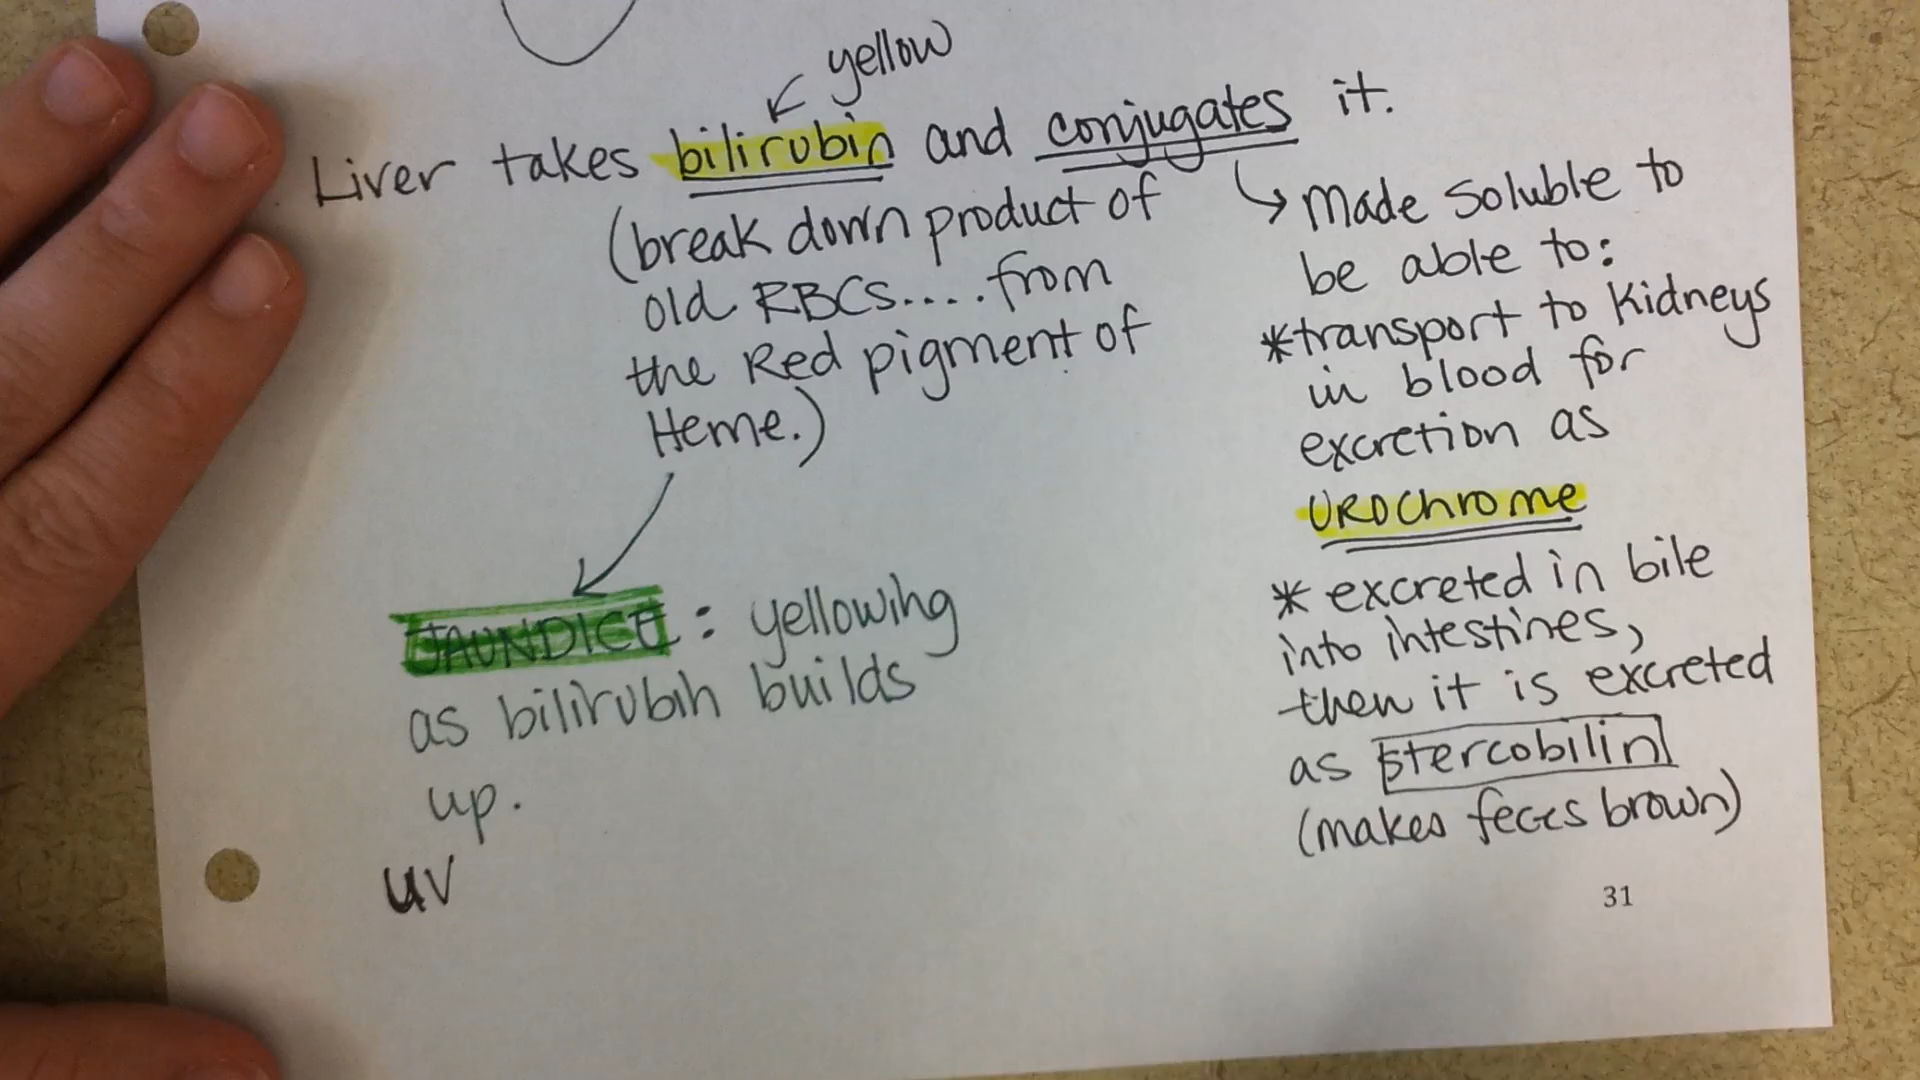 yellow
Liver takes bilirubin and conjugates it.
(break down product of
old RBCs.... from
the Red pigment of
Heme.)
JAUNDICE: yellowing
as bilirubin builds
up.
uv
made soluble to
be able to:
*transport to Kidneys
in blood for
excretion as
UROchrome
* excreted in bile
into intestines,
then it is excreted
as stercobilin
(makes feces brown)
31